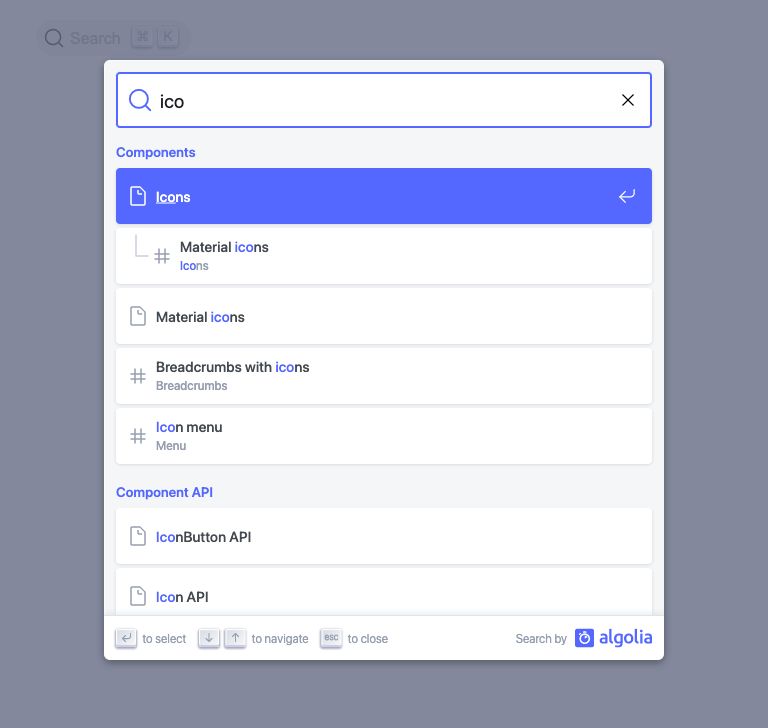 Search ⌘ K
ico
Components
Icons
Material icons
Icons
Material icons
Breadcrumbs with icons
Breadcrumbs
Icon menu
Menu
Component API
IconButton API
Icon API
to select to navigate esc to close Search by algolia